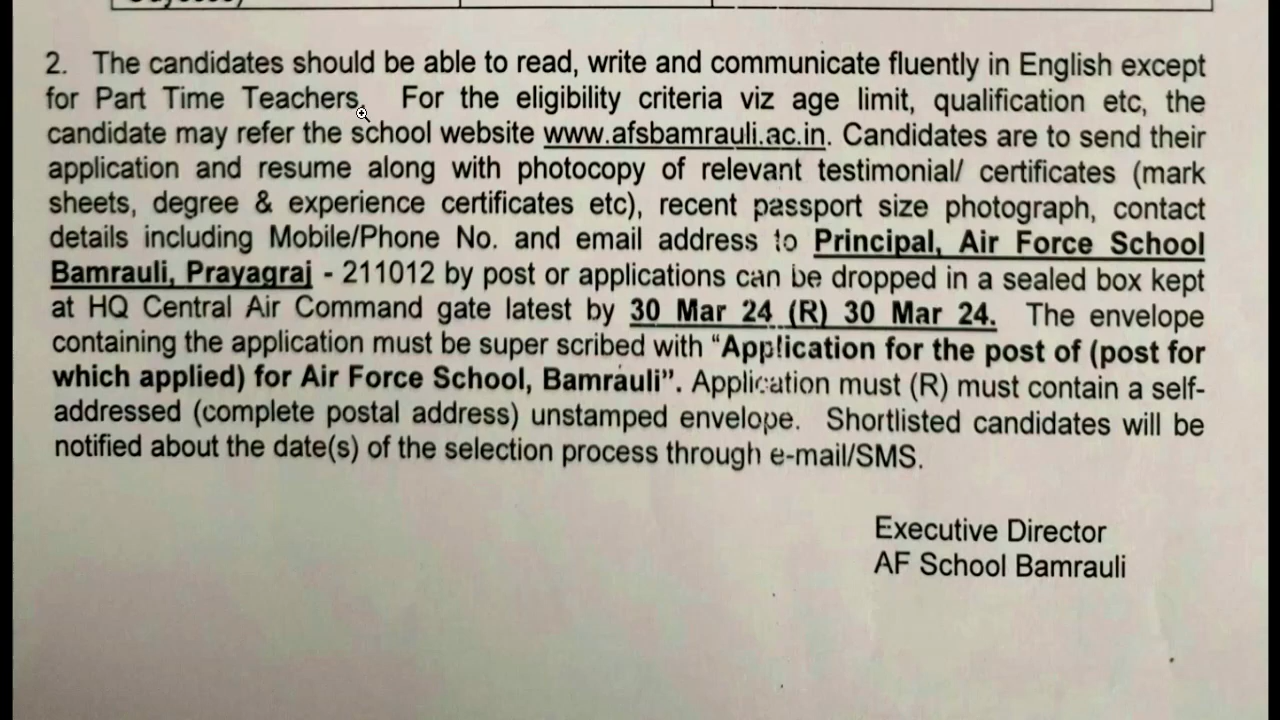 2. The candidates should be able to read, write and communicate fluently in English except
for Part Time Teachers. For the eligibility criteria viz age limit, qualification etc, the
candidate may refer the school website www.afsbamrauli.ac.in. Candidates are to send their
application and resume along with photocopy of relevant testimonial/ certificates (mark
sheets, degree & experience certificates etc), recent passport size photograph, contact
details including Mobile/Phone No. and email address to Principal, Air Force School
Bamrauli, Prayagraj - 211012 by post or applications can be dropped in a sealed box kept
at HQ Central Air Command gate latest by 30 Mar 24 (R) 30 Mar 24. The envelope
containing the application must be super scribed with “Application for the post of (post for
which applied) for Air Force School, Bamrauli”. Application must (R) must contain a self-
addressed (complete postal address) unstamped envelope. Shortlisted candidates will be
notified about the date(s) of the selection process through e-mail/SMS.
Executive Director
AF School Bamrauli